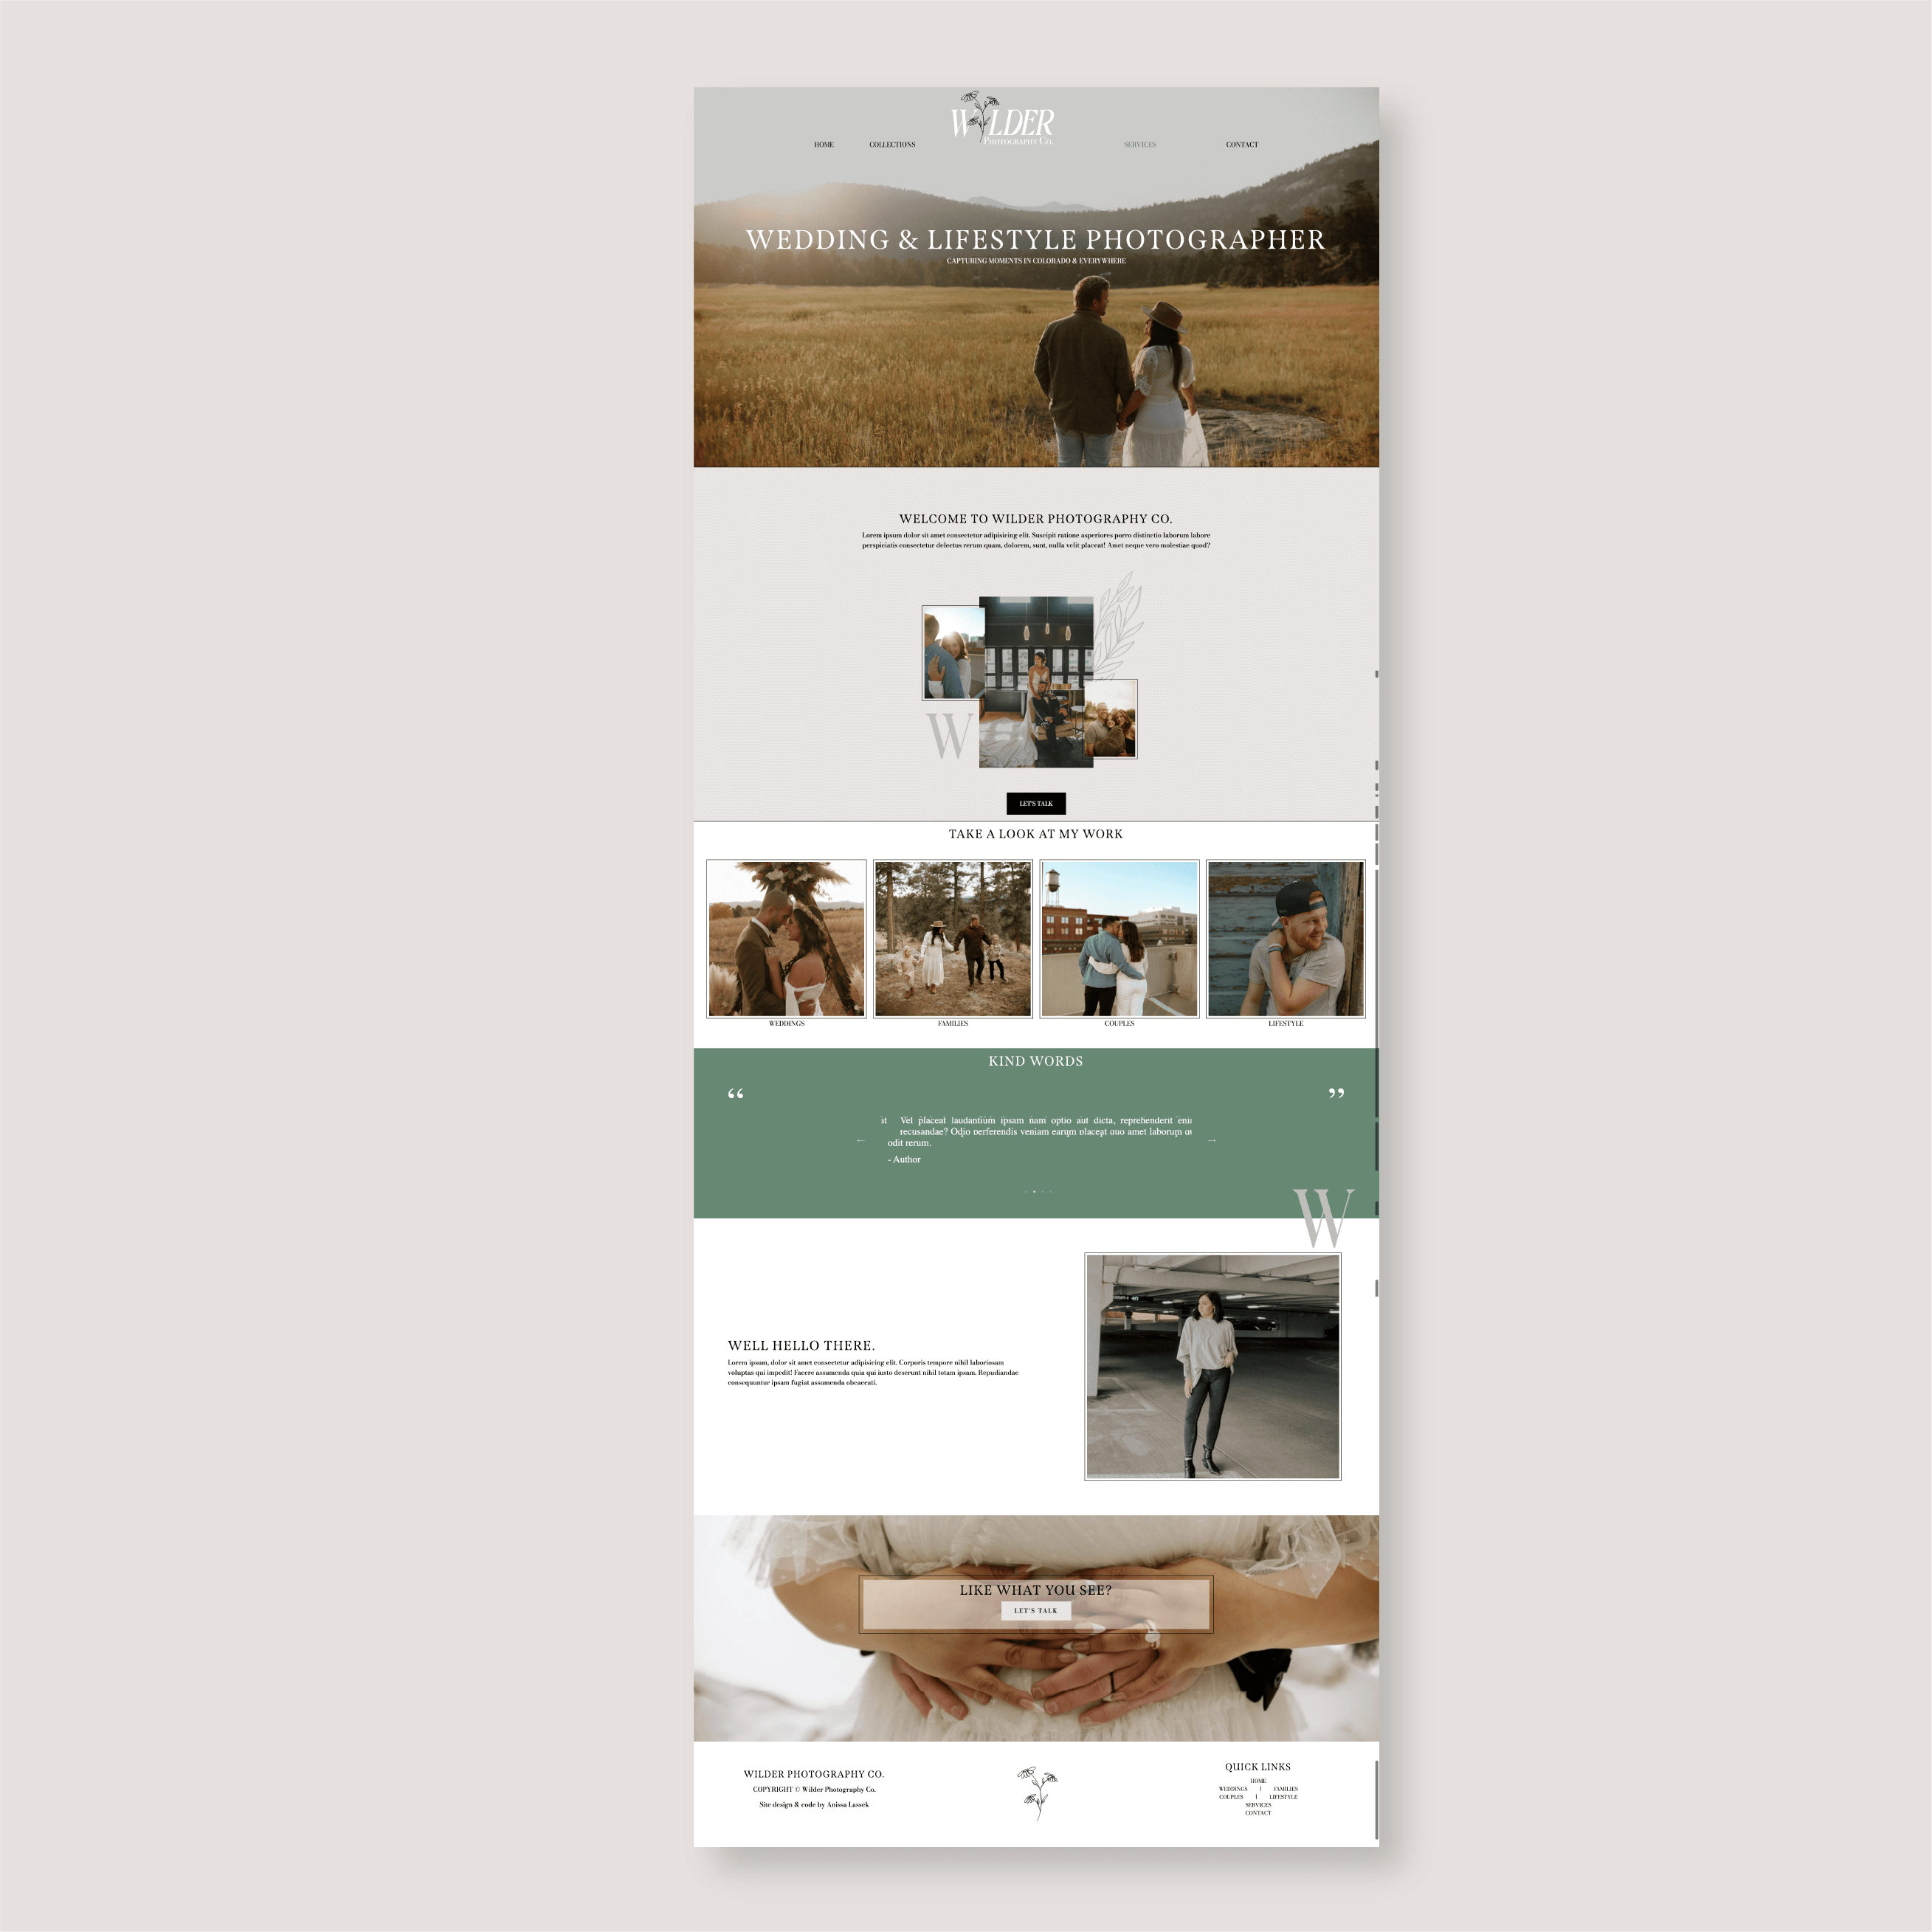 WILDER
PHOTOGRAPHY CO.
HOME COLLECTIONS SERVICES CONTACT
WEDDING & LIFESTYLE PHOTOGRAPHER
CAPTURING MOMENTS IN COLORADO & EVERYWHERE
WELCOME TO WILDER PHOTOGRAPHY CO.
Lorem ipsum dolor sit amet consectetur adipisicing elit. Suscipit ratione asperiores porro distinctio laborum labore
perspiciatis consectetur delectus rerum quam, dolorem, sunt, nulla velit placeat! Amet neque vero molestiae quod?
W
LET'S TALK
TAKE A LOOK AT MY WORK
WEDDINGS FAMILIES COUPLES LIFESTYLE
KIND WORDS
“ ”
Vel placeat laudantium ipsam nam optio aut dicta, reprehenderit
recusandae? Odio perferendis veniam earum placeat quo amet laborum
odit rerum.
- Author
W
WELL HELLO THERE.
Lorem ipsum, dolor sit amet consectetur adipisicing elit. Corporis tempore nihil laboriosam
voluptas qui impedit! Facere assumenda quia qui iusto deserunt nihil totam ipsam. Repudiandae
consequuntur ipsam fugiat assumenda obcaecati.
LIKE WHAT YOU SEE?
LET'S TALK
WILDER PHOTOGRAPHY CO.
COPYRIGHT © Wilder Photography Co.
Site design & code by Anissa Lassek
QUICK LINKS
HOME
WEDDINGS | FAMILIES
COUPLES | LIFESTYLE
SERVICES
CONTACT